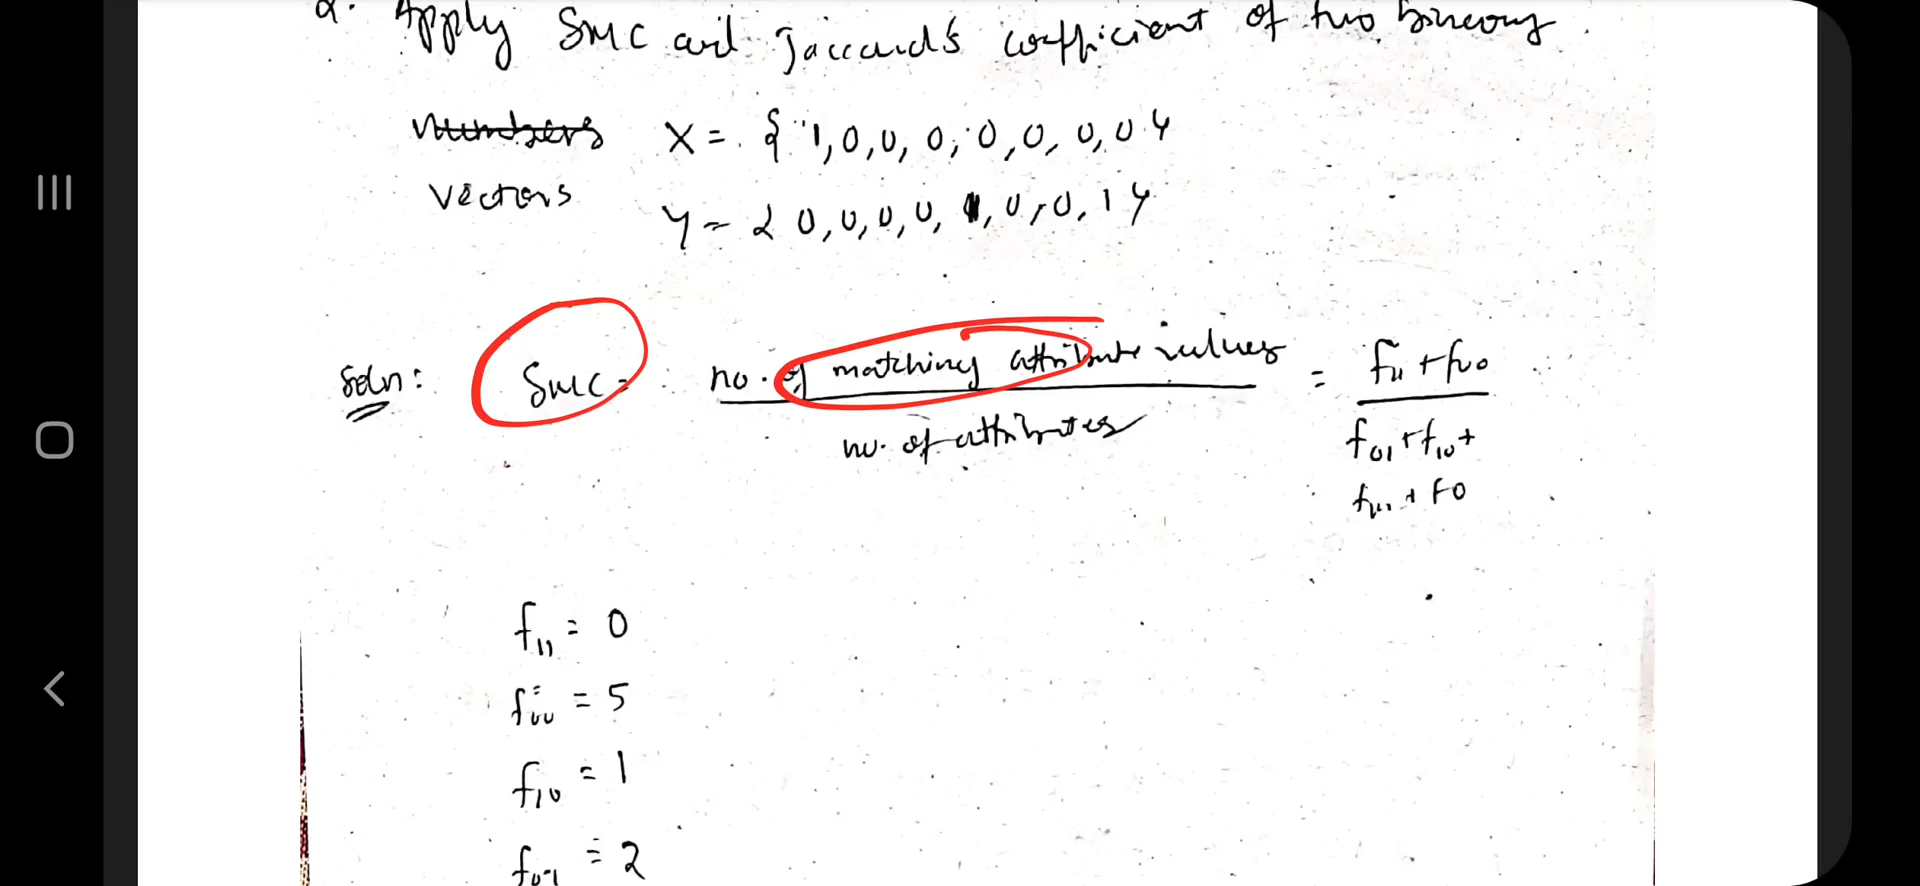 Q. Apply SMC and Jaccard's coefficient of two binary
numbers X = { 1, 0, 0, 0, 0, 0, 0, 0 }
vectors Y = { 0, 0, 0, 0, 1, 0, 0, 1 }
Soln: SMC = no. of matching attribute values = f11 + f00
no. of attributes f01 + f10 +
f11 + f0
f11 = 0
f00 = 5
f10 = 1
f01 = 2